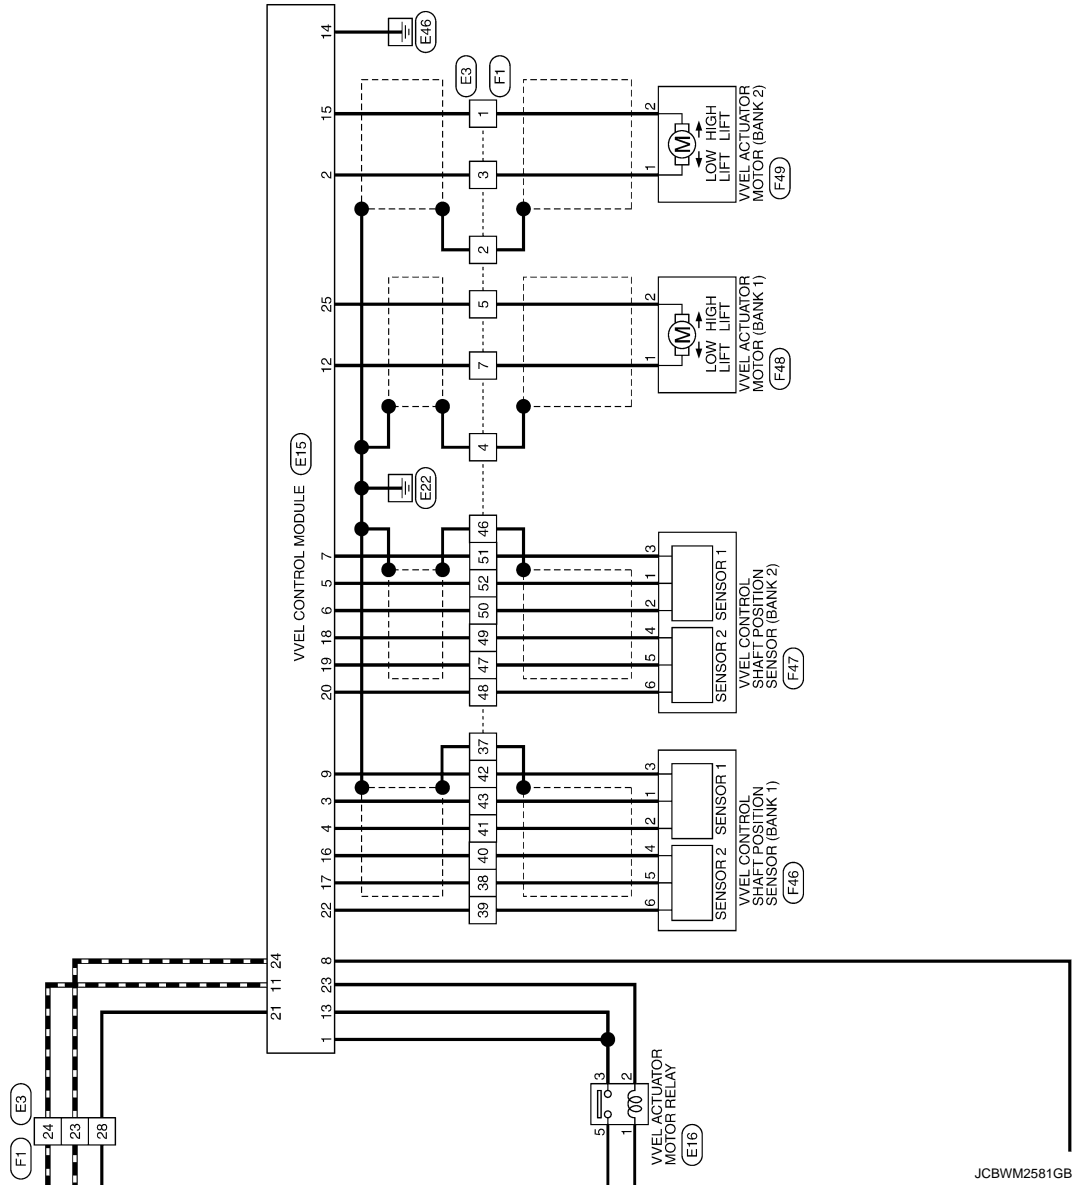 14
E46
E3
F1
15
1
2
2
3
1
LOW LIFT
HIGH LIFT
M
VVEL ACTUATOR
MOTOR (BANK 2)
F49
2
25
5
2
12
7
1
LOW LIFT
HIGH LIFT
M
VVEL ACTUATOR
MOTOR (BANK 1)
F48
4
VVEL CONTROL MODULE
E15
E22
46
7
51
3
5
52
1
6
50
2
18
49
4
19
47
5
20
48
6
SENSOR 1
SENSOR 2
VVEL CONTROL
SHAFT POSITION
SENSOR (BANK 2)
F47
37
9
42
3
3
43
1
4
41
2
16
40
4
17
38
5
22
39
6
SENSOR 1
SENSOR 2
VVEL CONTROL
SHAFT POSITION
SENSOR (BANK 1)
F46
24
11
21
8
23
13
1
3
2
5
1
VVEL ACTUATOR
MOTOR RELAY
E16
E3
24
23
28
F1
JCBWM2581GB